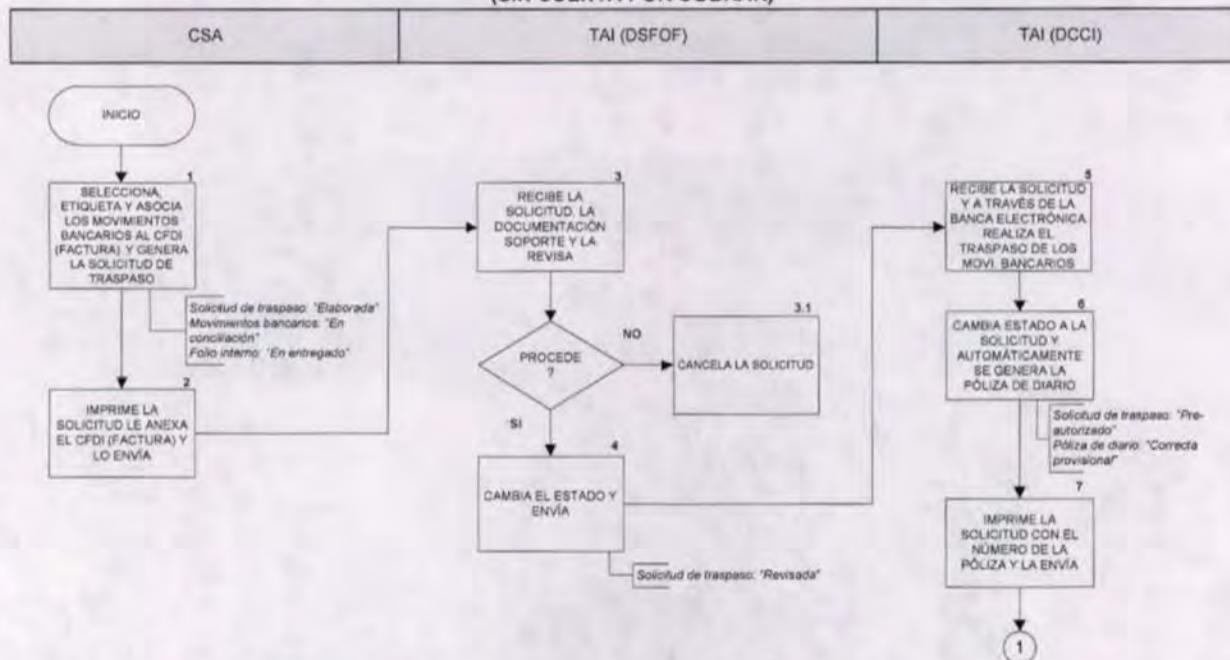 CSA
TAI (DSFOF)
TAI (DCCI)
INICIO
1
SELECCIONA,
ETIQUETA Y ASOCIA
LOS MOVIMIENTOS
BANCARIOS AL CFDI
(FACTURA) Y GENERA
LA SOLICITUD DE
TRASPASO
Solicitud de traspaso: "Elaborada"
Movimientos bancarios: "En
conciliación"
Folio interno: "En entregado"
2
IMPRIME LA
SOLICITUD LE ANEXA
EL CFDI (FACTURA) Y
LO ENVÍA
3
RECIBE LA
SOLICITUD, LA
DOCUMENTACIÓN
SOPORTE Y LA
REVISA
PROCEDE
?
NO
3.1
CANCELA LA SOLICITUD
SI
4
CAMBIA EL ESTADO Y
ENVÍA
Solicitud de traspaso: "Revisada"
5
RECIBE LA SOLICITUD
Y A TRAVÉS DE LA
BANCA ELECTRÓNICA
REALIZA EL
TRASPASO DE LOS
MOVI. BANCARIOS
6
CAMBIA ESTADO A LA
SOLICITUD Y
AUTOMÁTICAMENTE
SE GENERA LA
PÓLIZA DE DIARIO
Solicitud de traspaso: "Pre-
autorizado"
Póliza de diario: "Correcta
provisional"
7
IMPRIME LA
SOLICITUD CON EL
NÚMERO DE LA
PÓLIZA Y LA ENVÍA
1